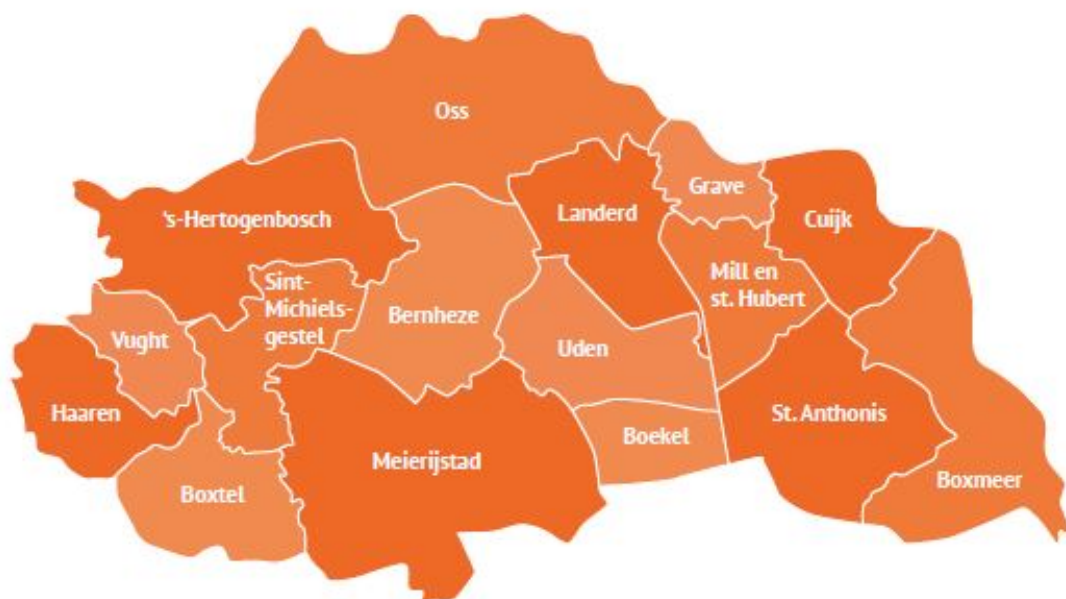 Oss
Grave
's-Hertogenbosch
Landerd
Cuijk
Sint-
Michiels-
gestel
Mill en
st. Hubert
Bernheze
Vught
Uden
Haaren
St. Anthonis
Boekel
Meierijstad
Boxtel
Boxmeer